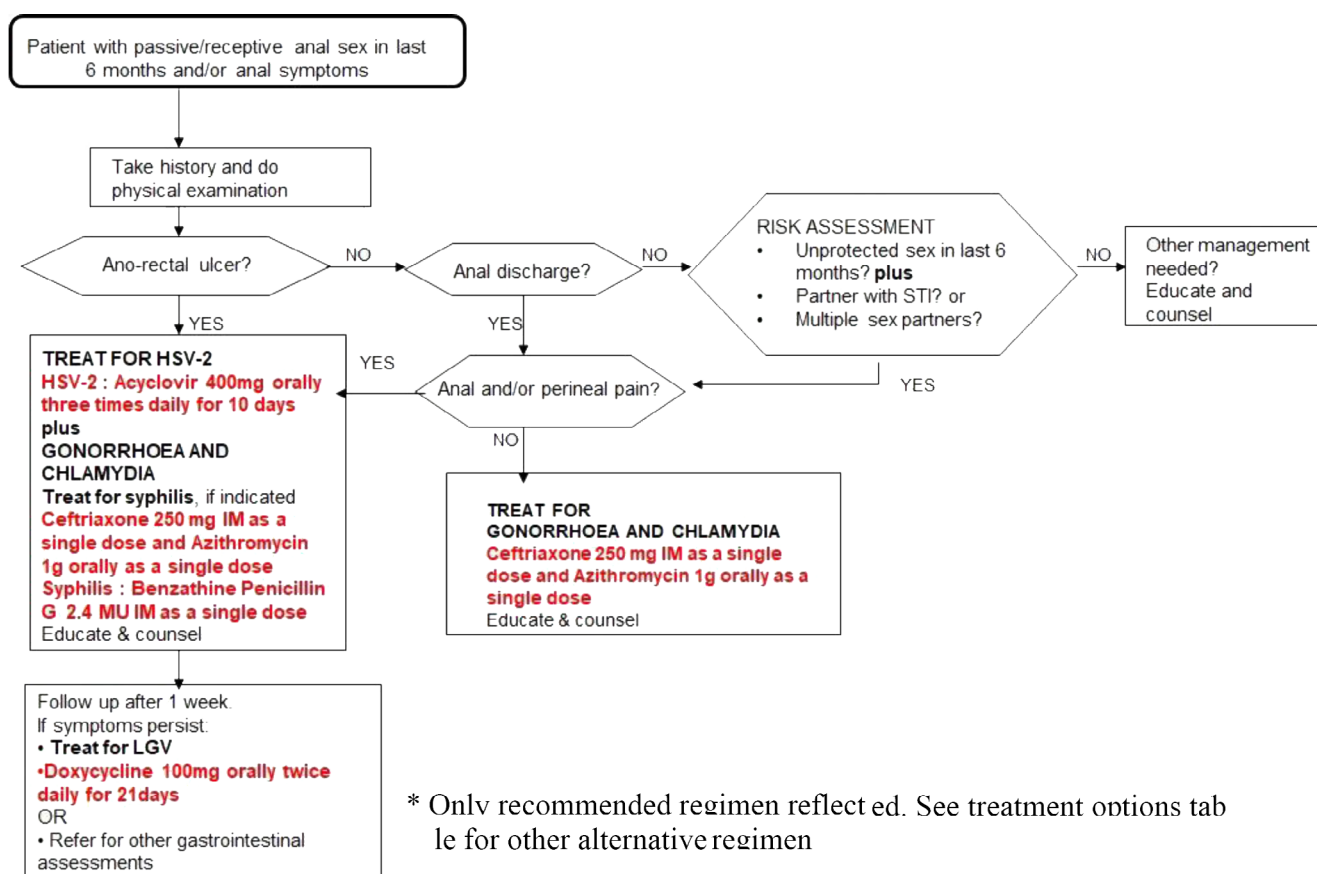 Patient with passive/receptive anal sex in last
6 months and/or anal symptoms
Take history and do
physical examination
Ano-rectal ulcer?
NO
Anal discharge?
NO
RISK ASSESSMENT
• Unprotected sex in last 6
months? plus
• Partner with STI? or
• Multiple sex partners?
NO
Other management
needed?
Educate and
counsel
YES
YES
YES
TREAT FOR HSV-2
HSV-2 : Acyclovir 400mg orally
three times daily for 10 days
plus
GONORRHOEA AND
CHLAMYDIA
Treat for syphilis, if indicated
Ceftriaxone 250 mg IM as a
single dose and Azithromycin
1g orally as a single dose
Syphilis : Benzathine Penicillin
G 2.4 MU IM as a single dose
Educate & counsel
YES
Anal and/or perineal pain?
NO
TREAT FOR
GONORRHOEA AND CHLAMYDIA
Ceftriaxone 250 mg IM as a single
dose and Azithromycin 1g orally as a
single dose
Educate & counsel
Follow up after 1 week.
If symptoms persist:
• Treat for LGV
•Doxycycline 100mg orally twice
daily for 21days
OR
• Refer for other gastrointestinal
assessments
* Only recommended regimen reflect ed. See treatment options tab
le for other alternative regimen